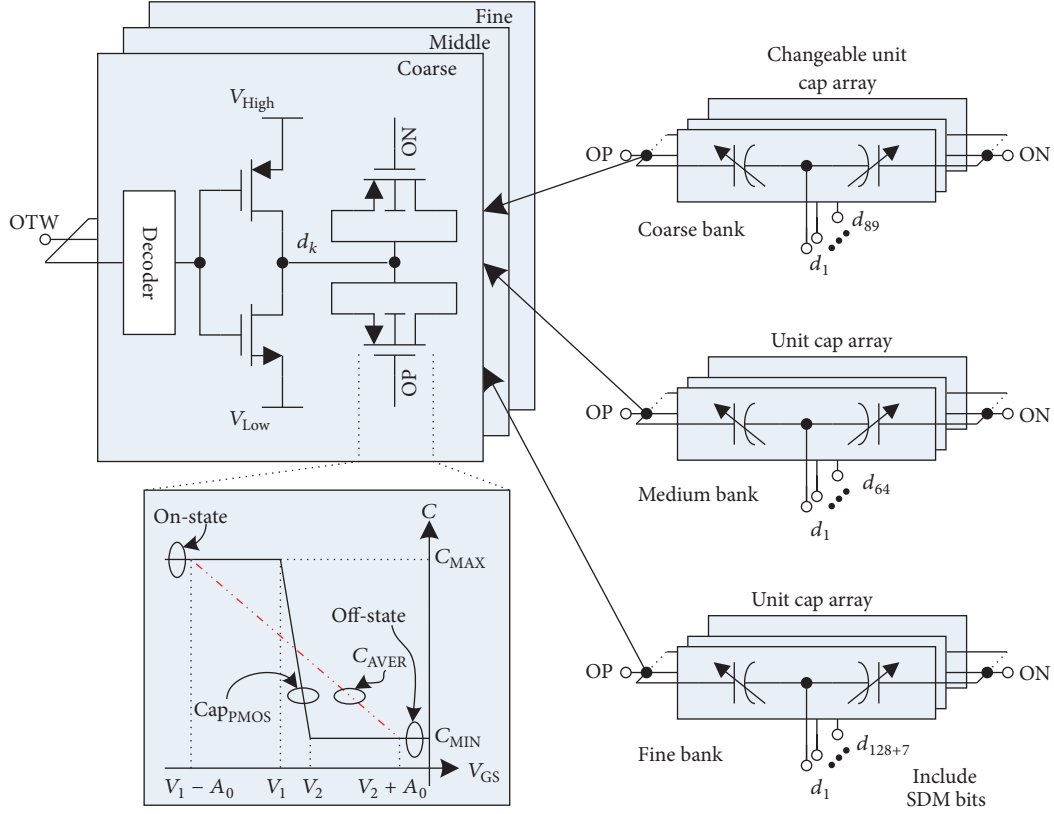 Fine
Middle
Coarse
V_High
ON
OTW
Decoder
d_k
OP
V_Low
On-state
C
C_MAX
Off-state
C_AVER
Cap_PMOS
C_MIN
V_GS
V_1 − A_0
V_1
V_2
V_2 + A_0
Changeable unit
cap array
OP
ON
Coarse bank
d_89
d_1
Unit cap array
OP
ON
Medium bank
d_64
d_1
Unit cap array
OP
ON
Fine bank
d_128+7
d_1
Include
SDM bits